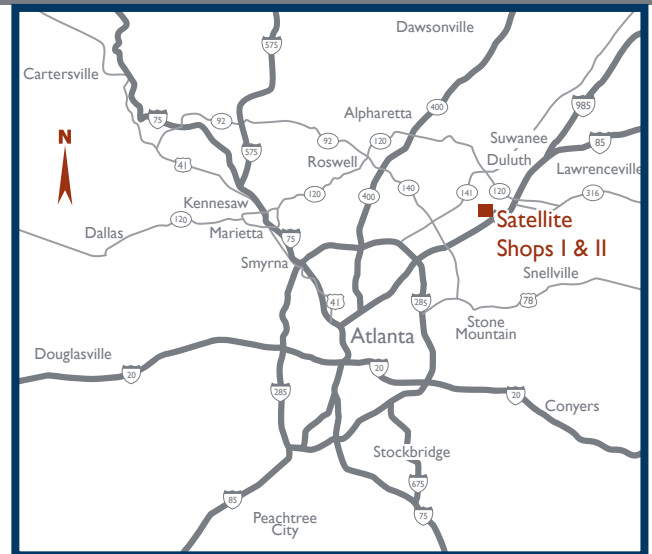 Dawsonville
575
Cartersville
985
400
Alpharetta
75
92
92
120
Suwanee
85
N
575
Roswell
Duluth
41
Lawrenceville
120
400
140
141
120
316
Kennesaw
120
Marietta
Dallas
75
Satellite
Shops I & II
Smyrna
Snellville
41
285
78
Stone
Mountain
Atlanta
Douglasville
20
20
285
20
Conyers
Stockbridge
675
85
75
Peachtree
City